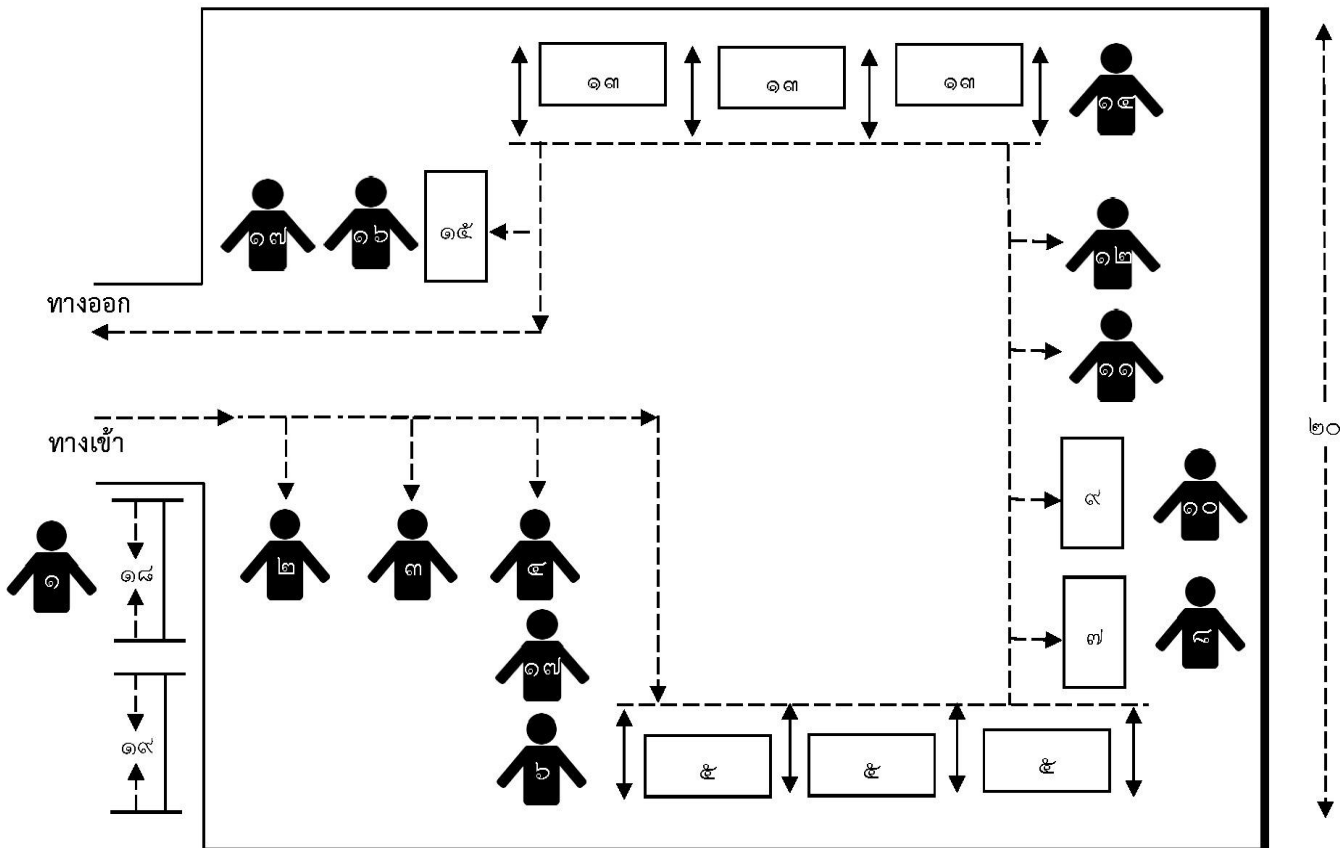 ๑๓ ๑๓ ๑๓ ๑๔
๑๗ ๑๖ ๑๕ ๑๒
ทางออก
๑๑
ทางเข้า
๒๐
๙ ๑๐
๑ ๑๘ ๒ ๓ ๔
๑๗ ๗ ๘
๑๙ ๖ ๕ ๕ ๕